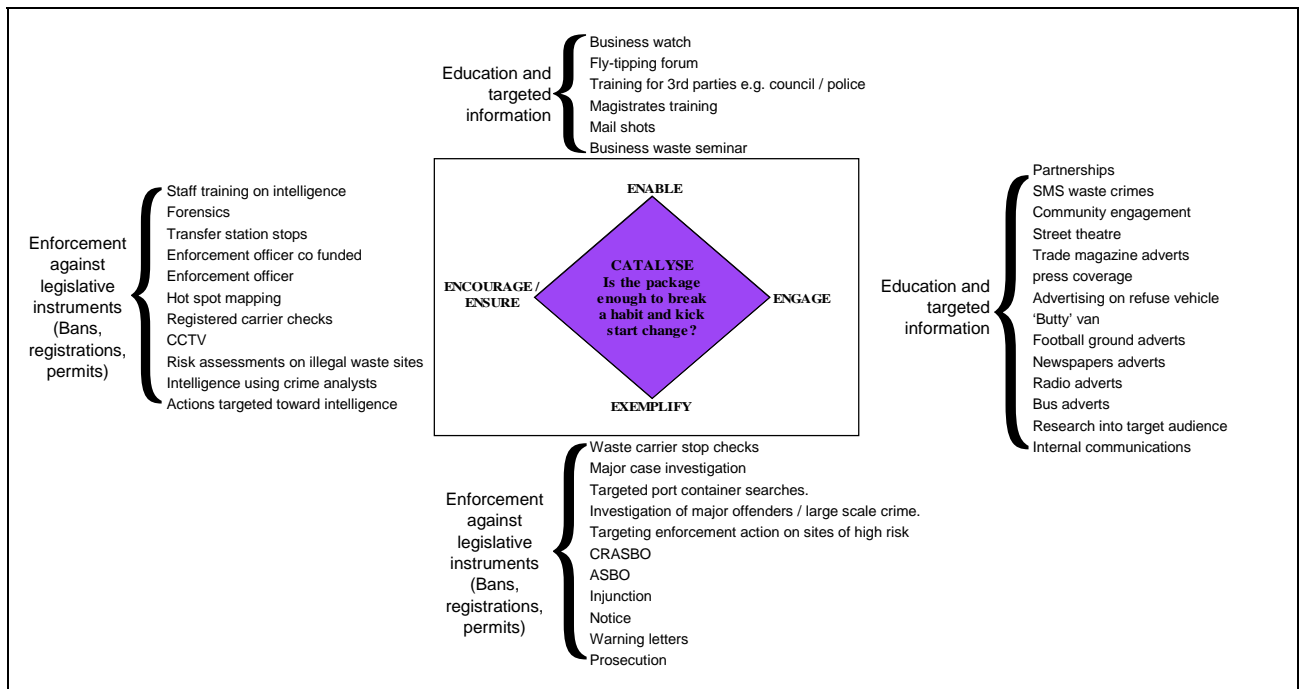 Education and
targeted
information
Business watch
Fly-tipping forum
Training for 3rd parties e.g. council / police
Magistrates training
Mail shots
Business waste seminar
Enforcement
against
legislative
instruments
(Bans,
registrations,
permits)
Staff training on intelligence
Forensics
Transfer station stops
Enforcement officer co funded
Enforcement officer
Hot spot mapping
Registered carrier checks
CCTV
Risk assessments on illegal waste sites
Intelligence using crime analysts
Actions targeted toward intelligence
ENABLE
ENCOURAGE /
ENSURE
CATALYSE
Is the package
enough to break
a habit and kick
start change?
ENGAGE
EXEMPLIFY
Education and
targeted
information
Partnerships
SMS waste crimes
Community engagement
Street theatre
Trade magazine adverts
press coverage
Advertising on refuse vehicle
‘Butty’ van
Football ground adverts
Newspapers adverts
Radio adverts
Bus adverts
Research into target audience
Internal communications
Enforcement
against
legislative
instruments
(Bans,
registrations,
permits)
Waste carrier stop checks
Major case investigation
Targeted port container searches.
Investigation of major offenders / large scale crime.
Targeting enforcement action on sites of high risk
CRASBO
ASBO
Injunction
Notice
Warning letters
Prosecution